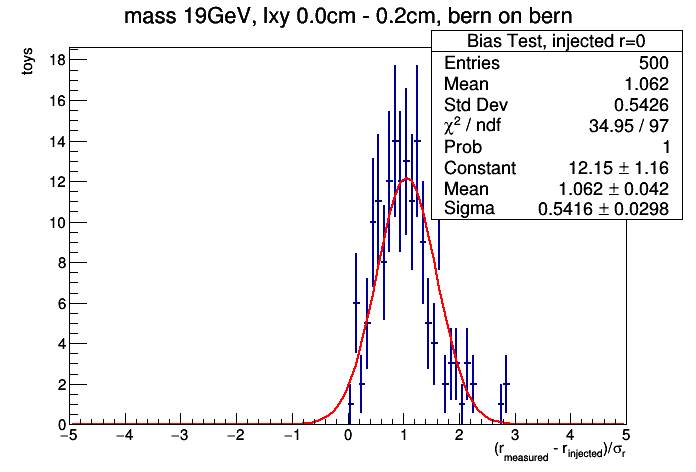 mass 19GeV, lxy 0.0cm - 0.2cm, bern on bern
toys
Bias Test, injected r=0
Entries 500
Mean 1.062
Std Dev 0.5426
χ² / ndf 34.95 / 97
Prob 1
Constant 12.15 ± 1.16
Mean 1.062 ± 0.042
Sigma 0.5416 ± 0.0298
18
16
14
12
10
8
6
4
2
0
−5 −4 −3 −2 −1 0 1 2 3 4 5
(r_measured - r_injected)/σ_r